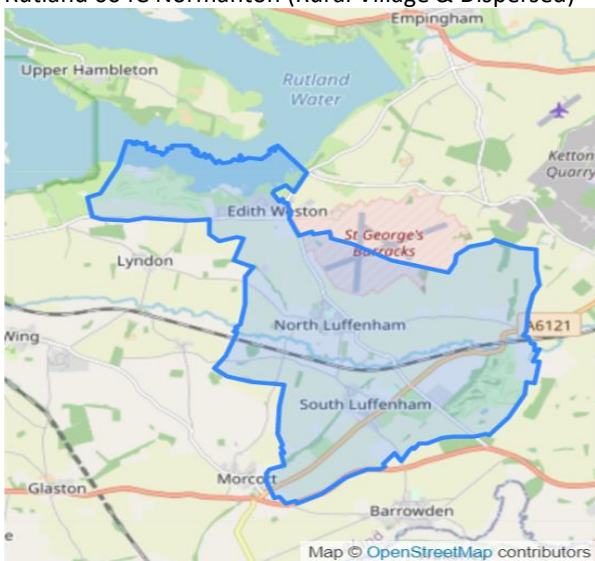 Rutland Normanton (Rural Village & Dispersed)
Empingham
Upper Hambleton
Rutland
Water
Ketton
Quarry
Edith Weston
St George's
Barracks
Lyndon
North Luffenham
A6121
Wing
South Luffenham
Morcott
Glaston
Barrowden
Map © OpenStreetMap contributors